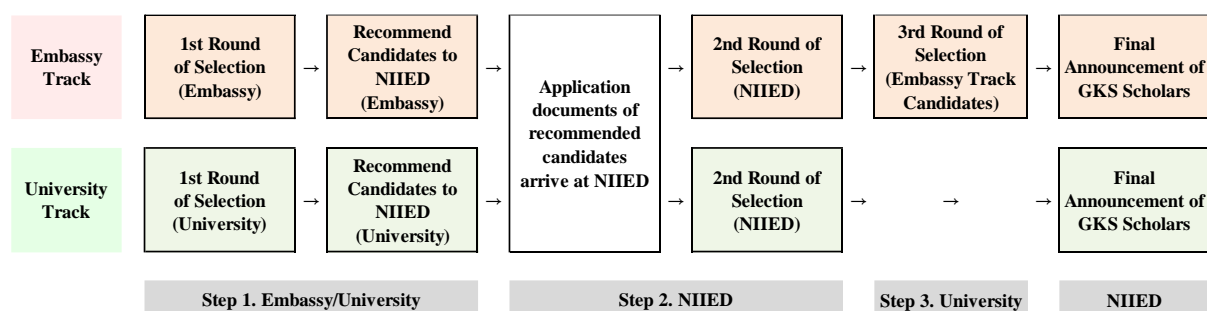 Embassy
Track
1st Round
of Selection
(Embassy)
→
Recommend
Candidates to
NIIED
(Embassy)
→
Application
documents of
recommended
candidates
arrive at NIIED
→
2nd Round of
Selection
(NIIED)
→
3rd Round of
Selection
(Embassy Track
Candidates)
→
Final
Announcement of
GKS Scholars
University
Track
1st Round
of Selection
(University)
→
Recommend
Candidates to
NIIED
(University)
→
→
2nd Round of
Selection
(NIIED)
→
→
→
Final
Announcement of
GKS Scholars
Step 1. Embassy/University
Step 2. NIIED
Step 3. University
NIIED